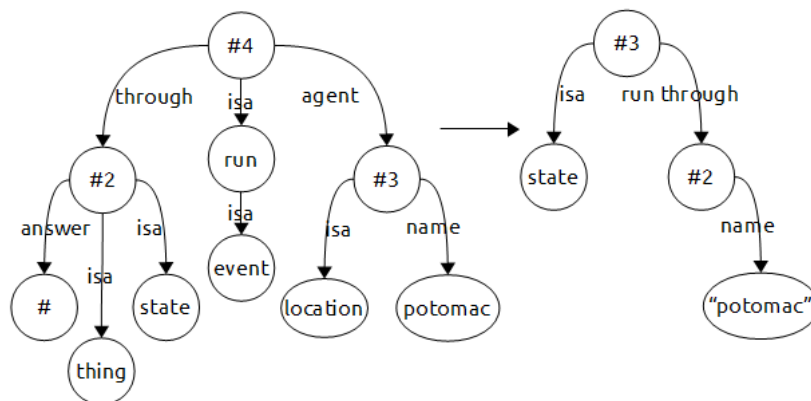 #4
#3
through
isa
agent
isa
run through
run
#2
#3
state
#2
answer
isa
isa
isa
isa
name
name
#
state
event
location
potomac
“potomac”
thing